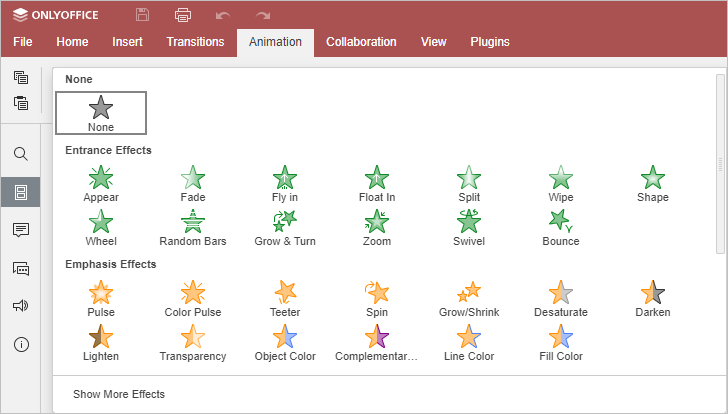 ONLYOFFICE
File Home Insert Transitions Animation Collaboration View Plugins
None
None
Entrance Effects
Appear Fade Fly in Float In Split Wipe Shape
Wheel Random Bars Grow & Turn Zoom Swivel Bounce
Emphasis Effects
Pulse Color Pulse Teeter Spin Grow/Shrink Desaturate Darken
Lighten Transparency Object Color Complementar... Line Color Fill Color
Show More Effects